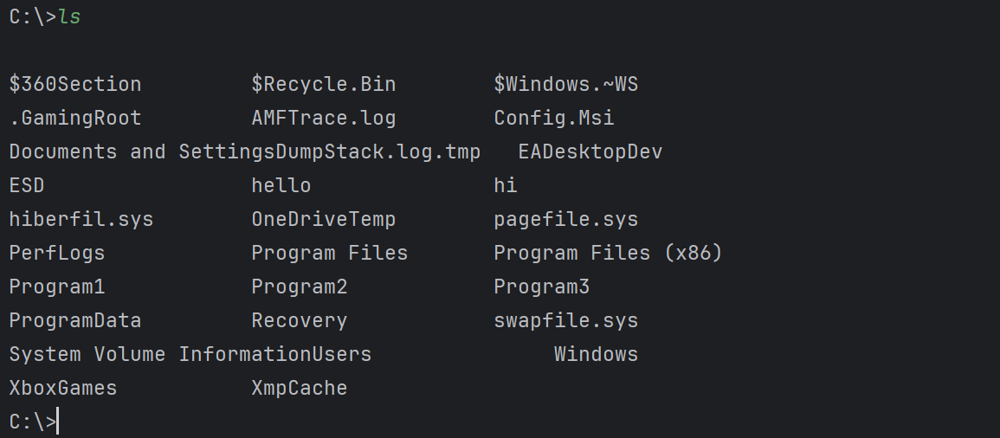 C:\>ls
$360Section         $Recycle.Bin        $Windows.~WS
.GamingRoot         AMFTrace.log        Config.Msi
Documents and SettingsDumpStack.log.tmp   EADesktopDev
ESD                 hello               hi
hiberfil.sys        OneDriveTemp        pagefile.sys
PerfLogs            Program Files       Program Files (x86)
Program1            Program2            Program3
ProgramData         Recovery            swapfile.sys
System Volume InformationUsers               Windows
XboxGames           XmpCache
C:\>